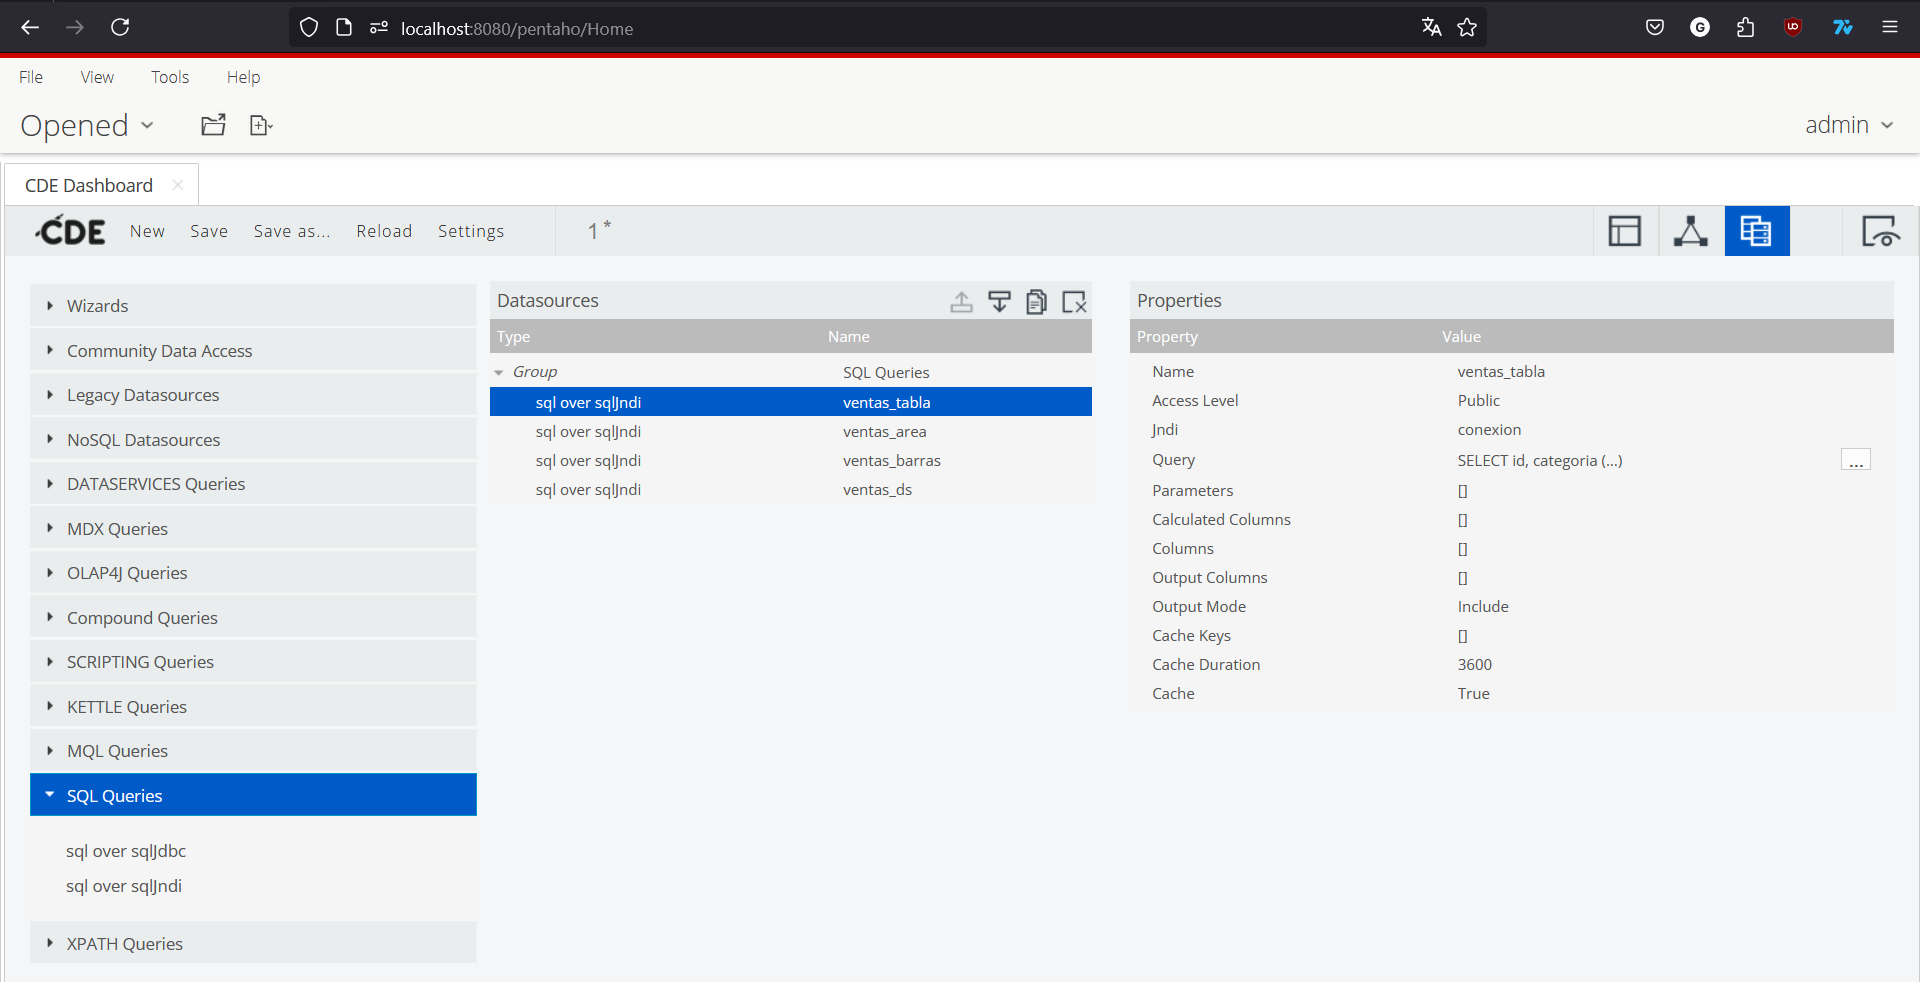 localhost:8080/pentaho/Home
File View Tools Help
Opened
admin
CDE Dashboard
CDE New Save Save as... Reload Settings 1 *
Wizards
Community Data Access
Legacy Datasources
NoSQL Datasources
DATASERVICES Queries
MDX Queries
OLAP4J Queries
Compound Queries
SCRIPTING Queries
KETTLE Queries
MQL Queries
SQL Queries
sql over sqlJdbc
sql over sqlJndi
XPATH Queries
Datasources
Type Name
Group SQL Queries
sql over sqlJndi ventas_tabla
sql over sqlJndi ventas_area
sql over sqlJndi ventas_barras
sql over sqlJndi ventas_ds
Properties
Property Value
Name ventas_tabla
Access Level Public
Jndi conexion
Query SELECT id, categoria (...) ...
Parameters []
Calculated Columns []
Columns []
Output Columns []
Output Mode Include
Cache Keys []
Cache Duration 3600
Cache True